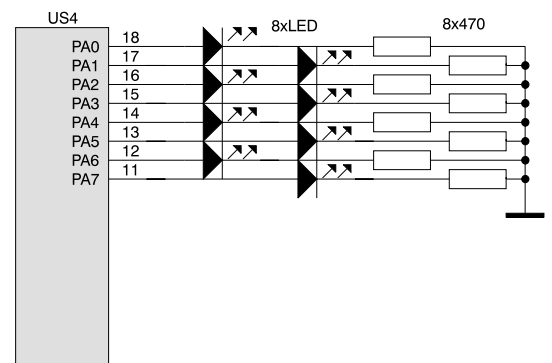 US4
8xLED
8x470
PA0 18
PA1 17
PA2 16
PA3 15
PA4 14
PA5 13
PA6 12
PA7 11